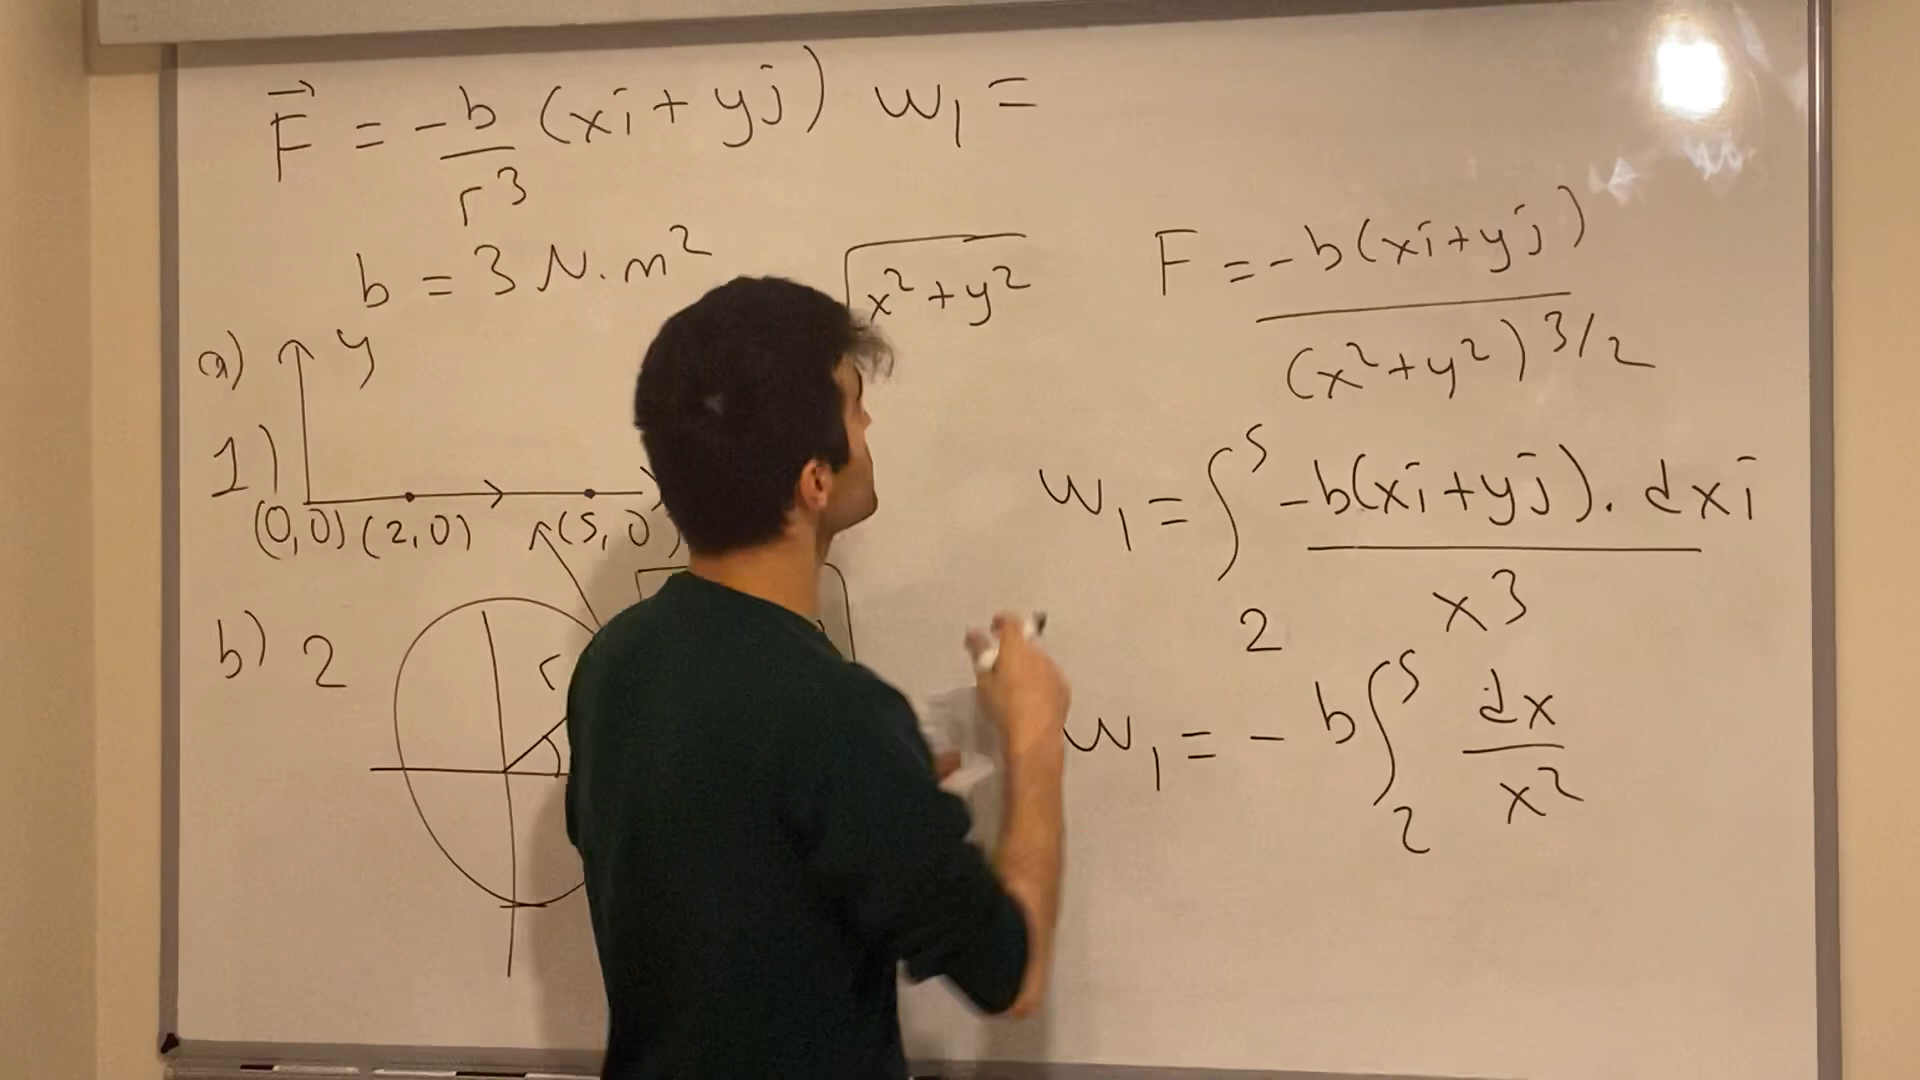 F⃗ = -b/r³ (xi + yj) W₁ =
b = 3 N.m²
√x² + y²
F = -b(xi + yj) / (x² + y²)^3/2
a) y
1)
(0,0) (2,0) (5,0)
W₁ = ∫₂⁵ -b(xi + yj). dxi / x3
b) 2
r
W₁ = - b ∫₂⁵ dx / x²